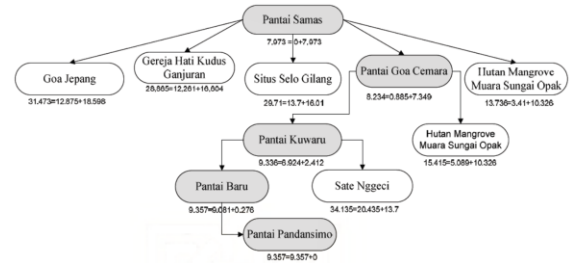 Pantai Samas
7,973 = 0+7,973
Goa Jepang
31.473=12.875+18.598
Gereja Hati Kudus
Ganjuran
28,865=12,261+16,604
Situs Selo Gilang
29.71=13.7+16.01
Pantai Goa Cemara
8.234=0.885+7.349
Hutan Mangrove
Muara Sungai Opak
13.736=3.41+10.326
Pantai Kuwaru
9.336=6.924+2.412
Hutan Mangrove
Muara Sungai Opak
15.415=5.089+10.326
Pantai Baru
9.357=9.081+0.276
Sate Nggeci
34.135=20.435+13.7
Pantai Pandansimo
9.357=9.357+0